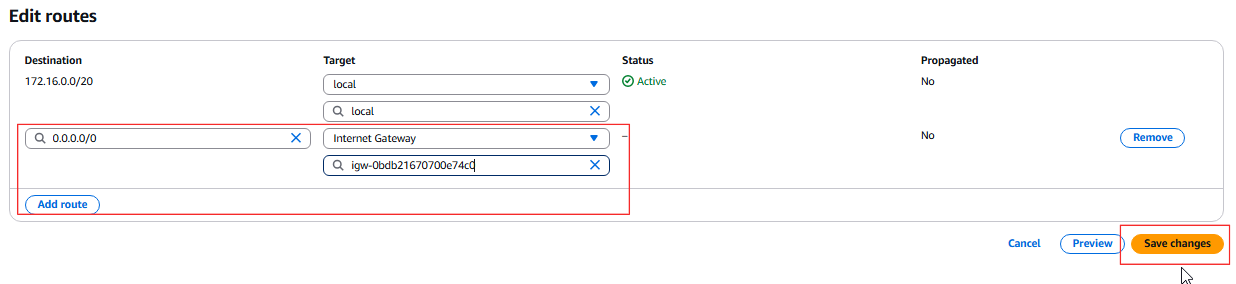 Edit routes
Destination Target Status Propagated
172.16.0.0/20 local Active No
local
0.0.0.0/0 Internet Gateway – No Remove
igw-0bdb21670700e74c0
Add route
Cancel Preview Save changes